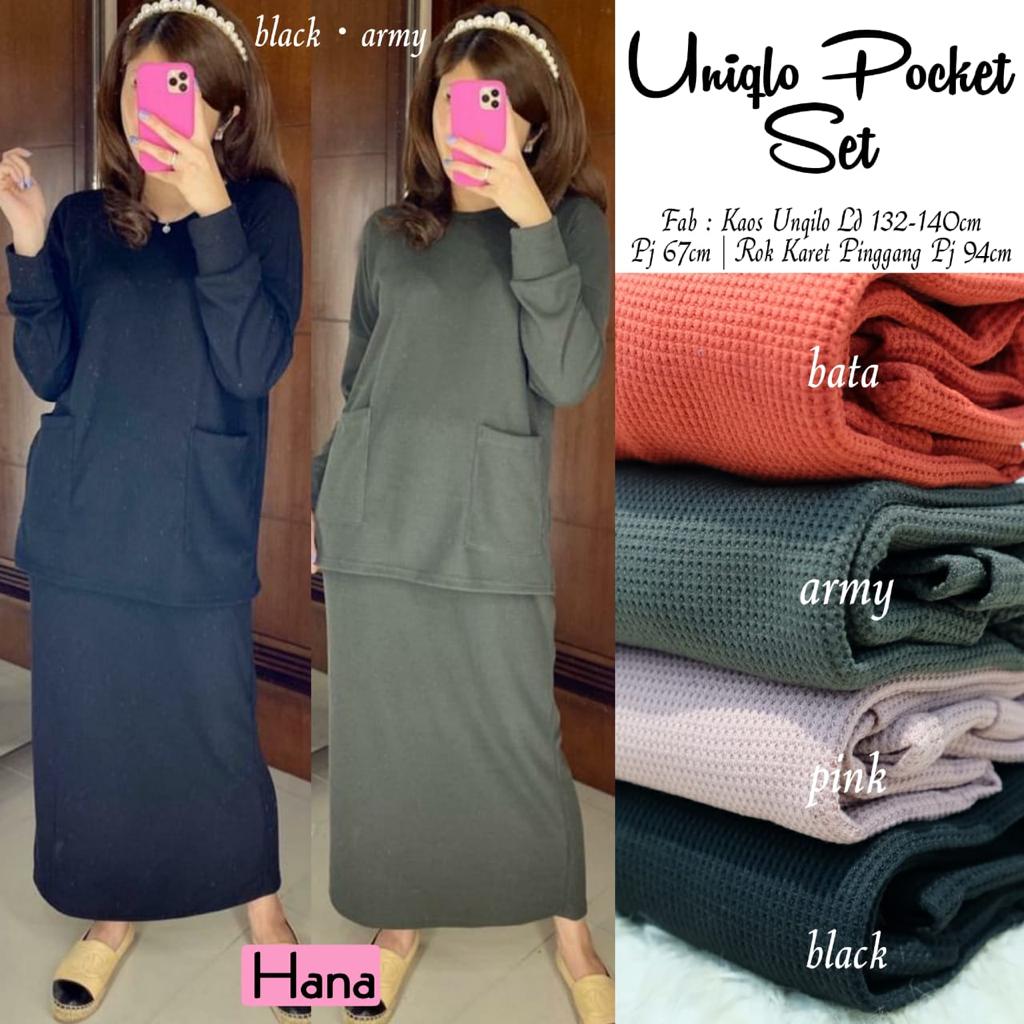 black • army
Uniqlo Pocket
Set
Fab : Kaos Unqilo Ld 132-140cm
Pj 67cm | Rok Karet Pinggang Pj 94cm
bata
army
pink
black
Hana